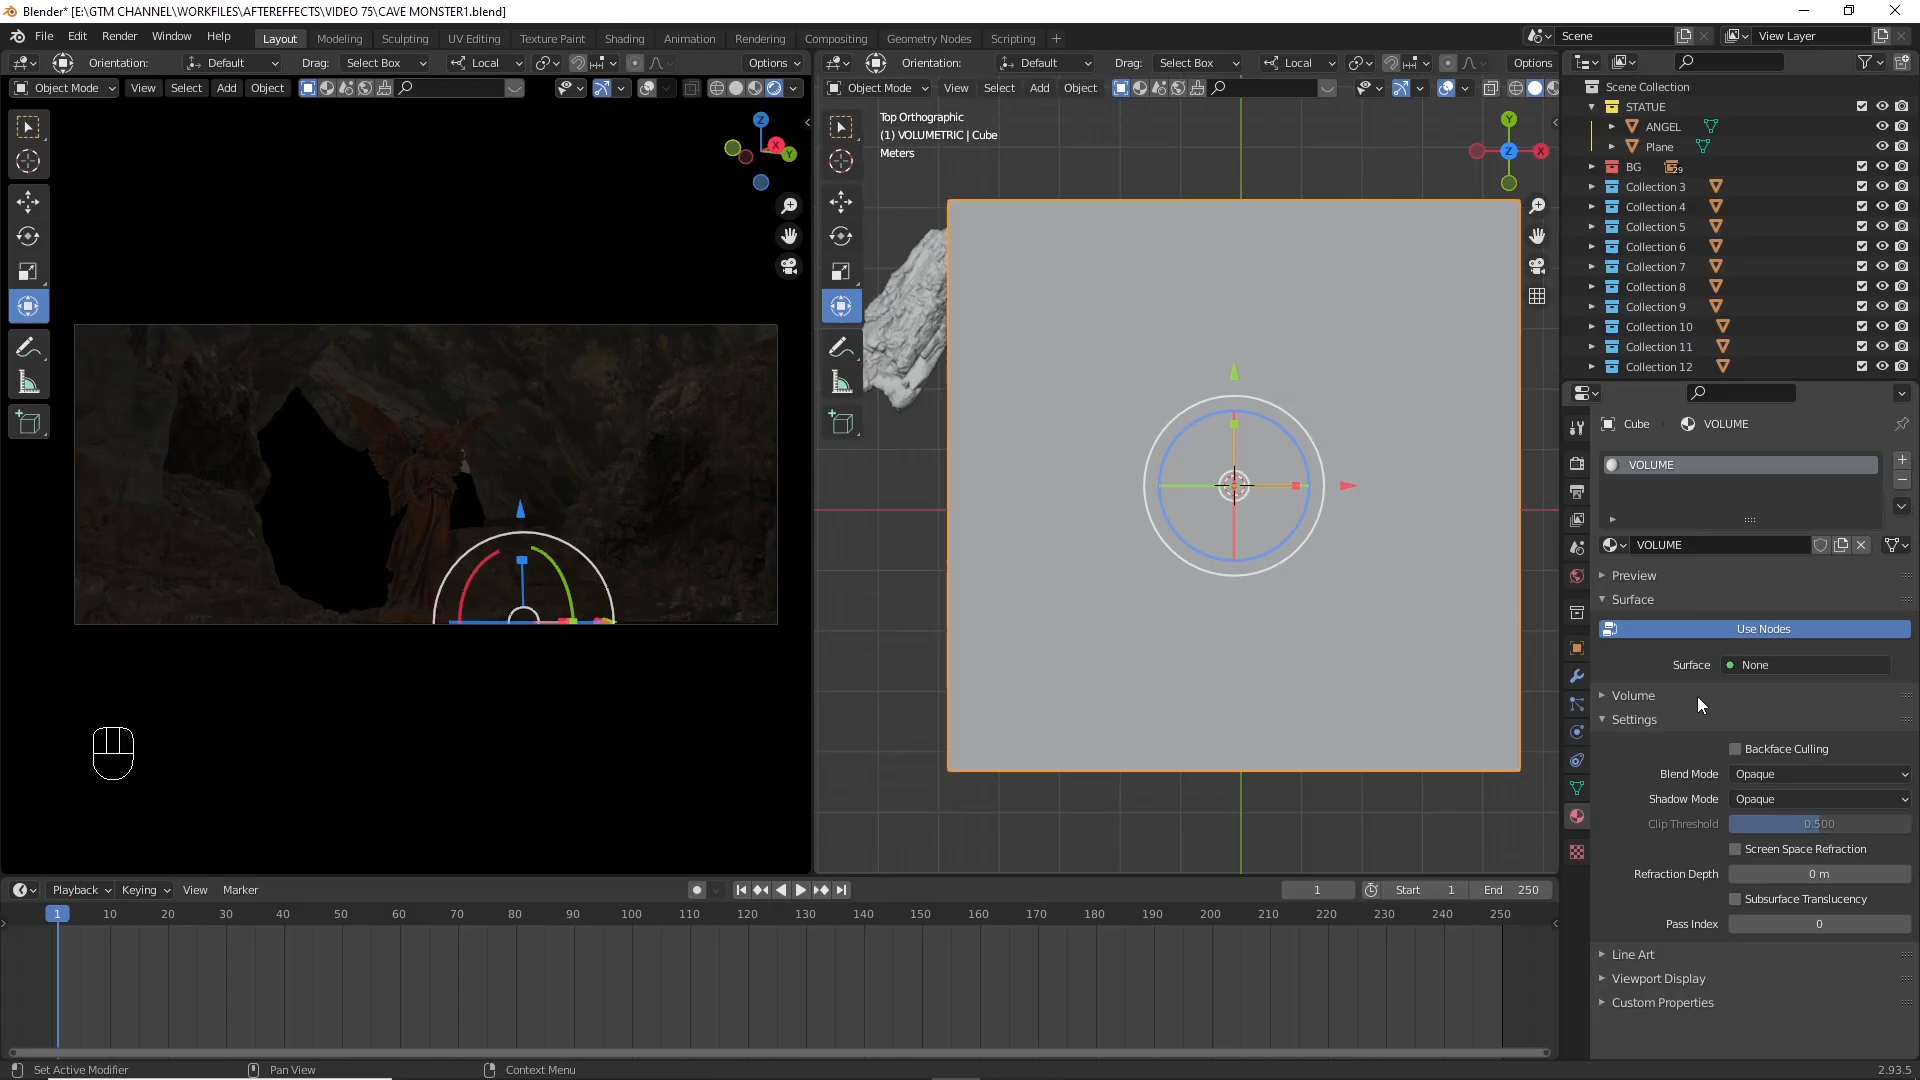 Blender* [E:\GTM CHANNEL\WORKFILES\AFTEREFFECTS\VIDEO 75\CAVE MONSTER1.blend]
File Edit Render Window Help Layout Modeling Sculpting UV Editing Texture Paint Shading Animation Rendering Compositing Geometry Nodes Scripting + Scene View Layer
Orientation: Default Drag: Select Box Local Options
Orientation: Default Drag: Select Box Local Options
Object Mode View Select Add Object
Object Mode View Select Add Object
Z
X
Y
Top Orthographic
(1) VOLUMETRIC | Cube
Meters
Y
Z
X
Scene Collection
STATUE
ANGEL
Plane
BG 29
Collection 3
Collection 4
Collection 5
Collection 6
Collection 7
Collection 8
Collection 9
Collection 10
Collection 11
Collection 12
Cube VOLUME
VOLUME
VOLUME
Preview
Surface
Use Nodes
Surface None
Volume
Settings
Backface Culling
Blend Mode Opaque
Shadow Mode Opaque
Clip Threshold 0.500
Screen Space Refraction
Refraction Depth 0 m
Subsurface Translucency
Pass Index 0
Line Art
Viewport Display
Custom Properties
Playback Keying View Marker 1 Start 1 End 250
1 10 20 30 40 50 60 70 80 90 100 110 120 130 140 150 160 170 180 190 200 210 220 230 240 250
Set Active Modifier Pan View Context Menu 2.93.5